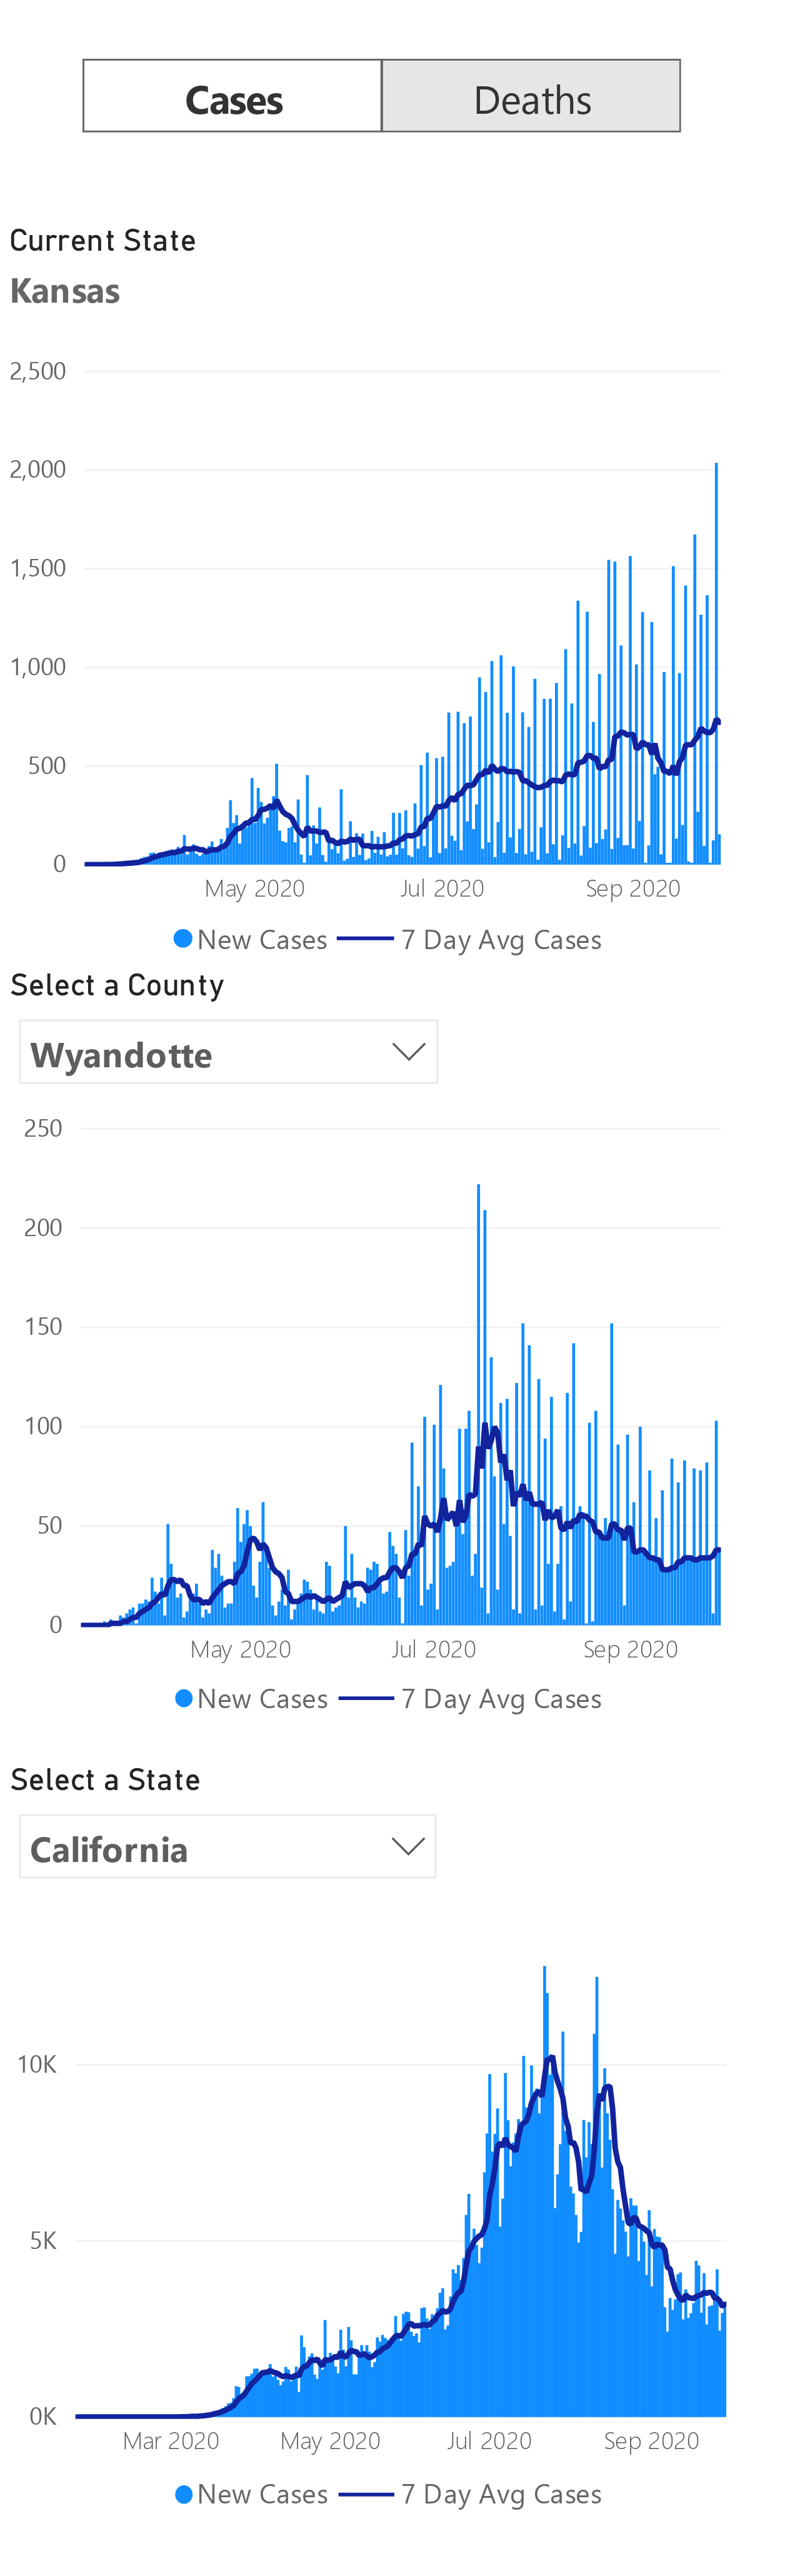 Cases Deaths
Current State
Kansas
2,500
2,000
1,500
1,000
500
0
May 2020 Jul 2020 Sep 2020
New Cases 7 Day Avg Cases
Select a County
Wyandotte
250
200
150
100
50
0
May 2020 Jul 2020 Sep 2020
New Cases 7 Day Avg Cases
Select a State
California
10K
5K
0K
Mar 2020 May 2020 Jul 2020 Sep 2020
New Cases 7 Day Avg Cases